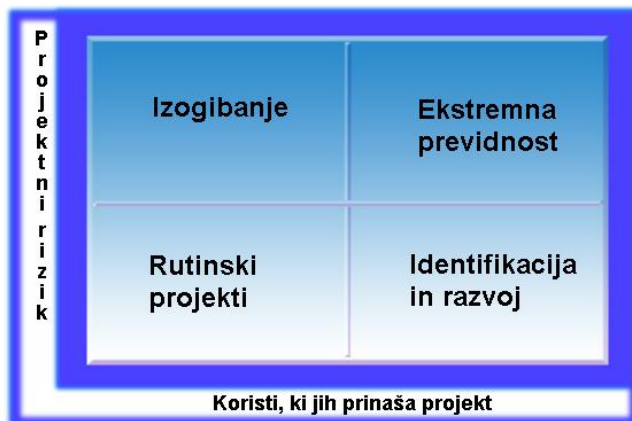 Projektni rizik
Izogibanje
Ekstremna
previdnost
Rutinski
projekti
Identifikacija
in razvoj
Koristi, ki jih prinaša projekt